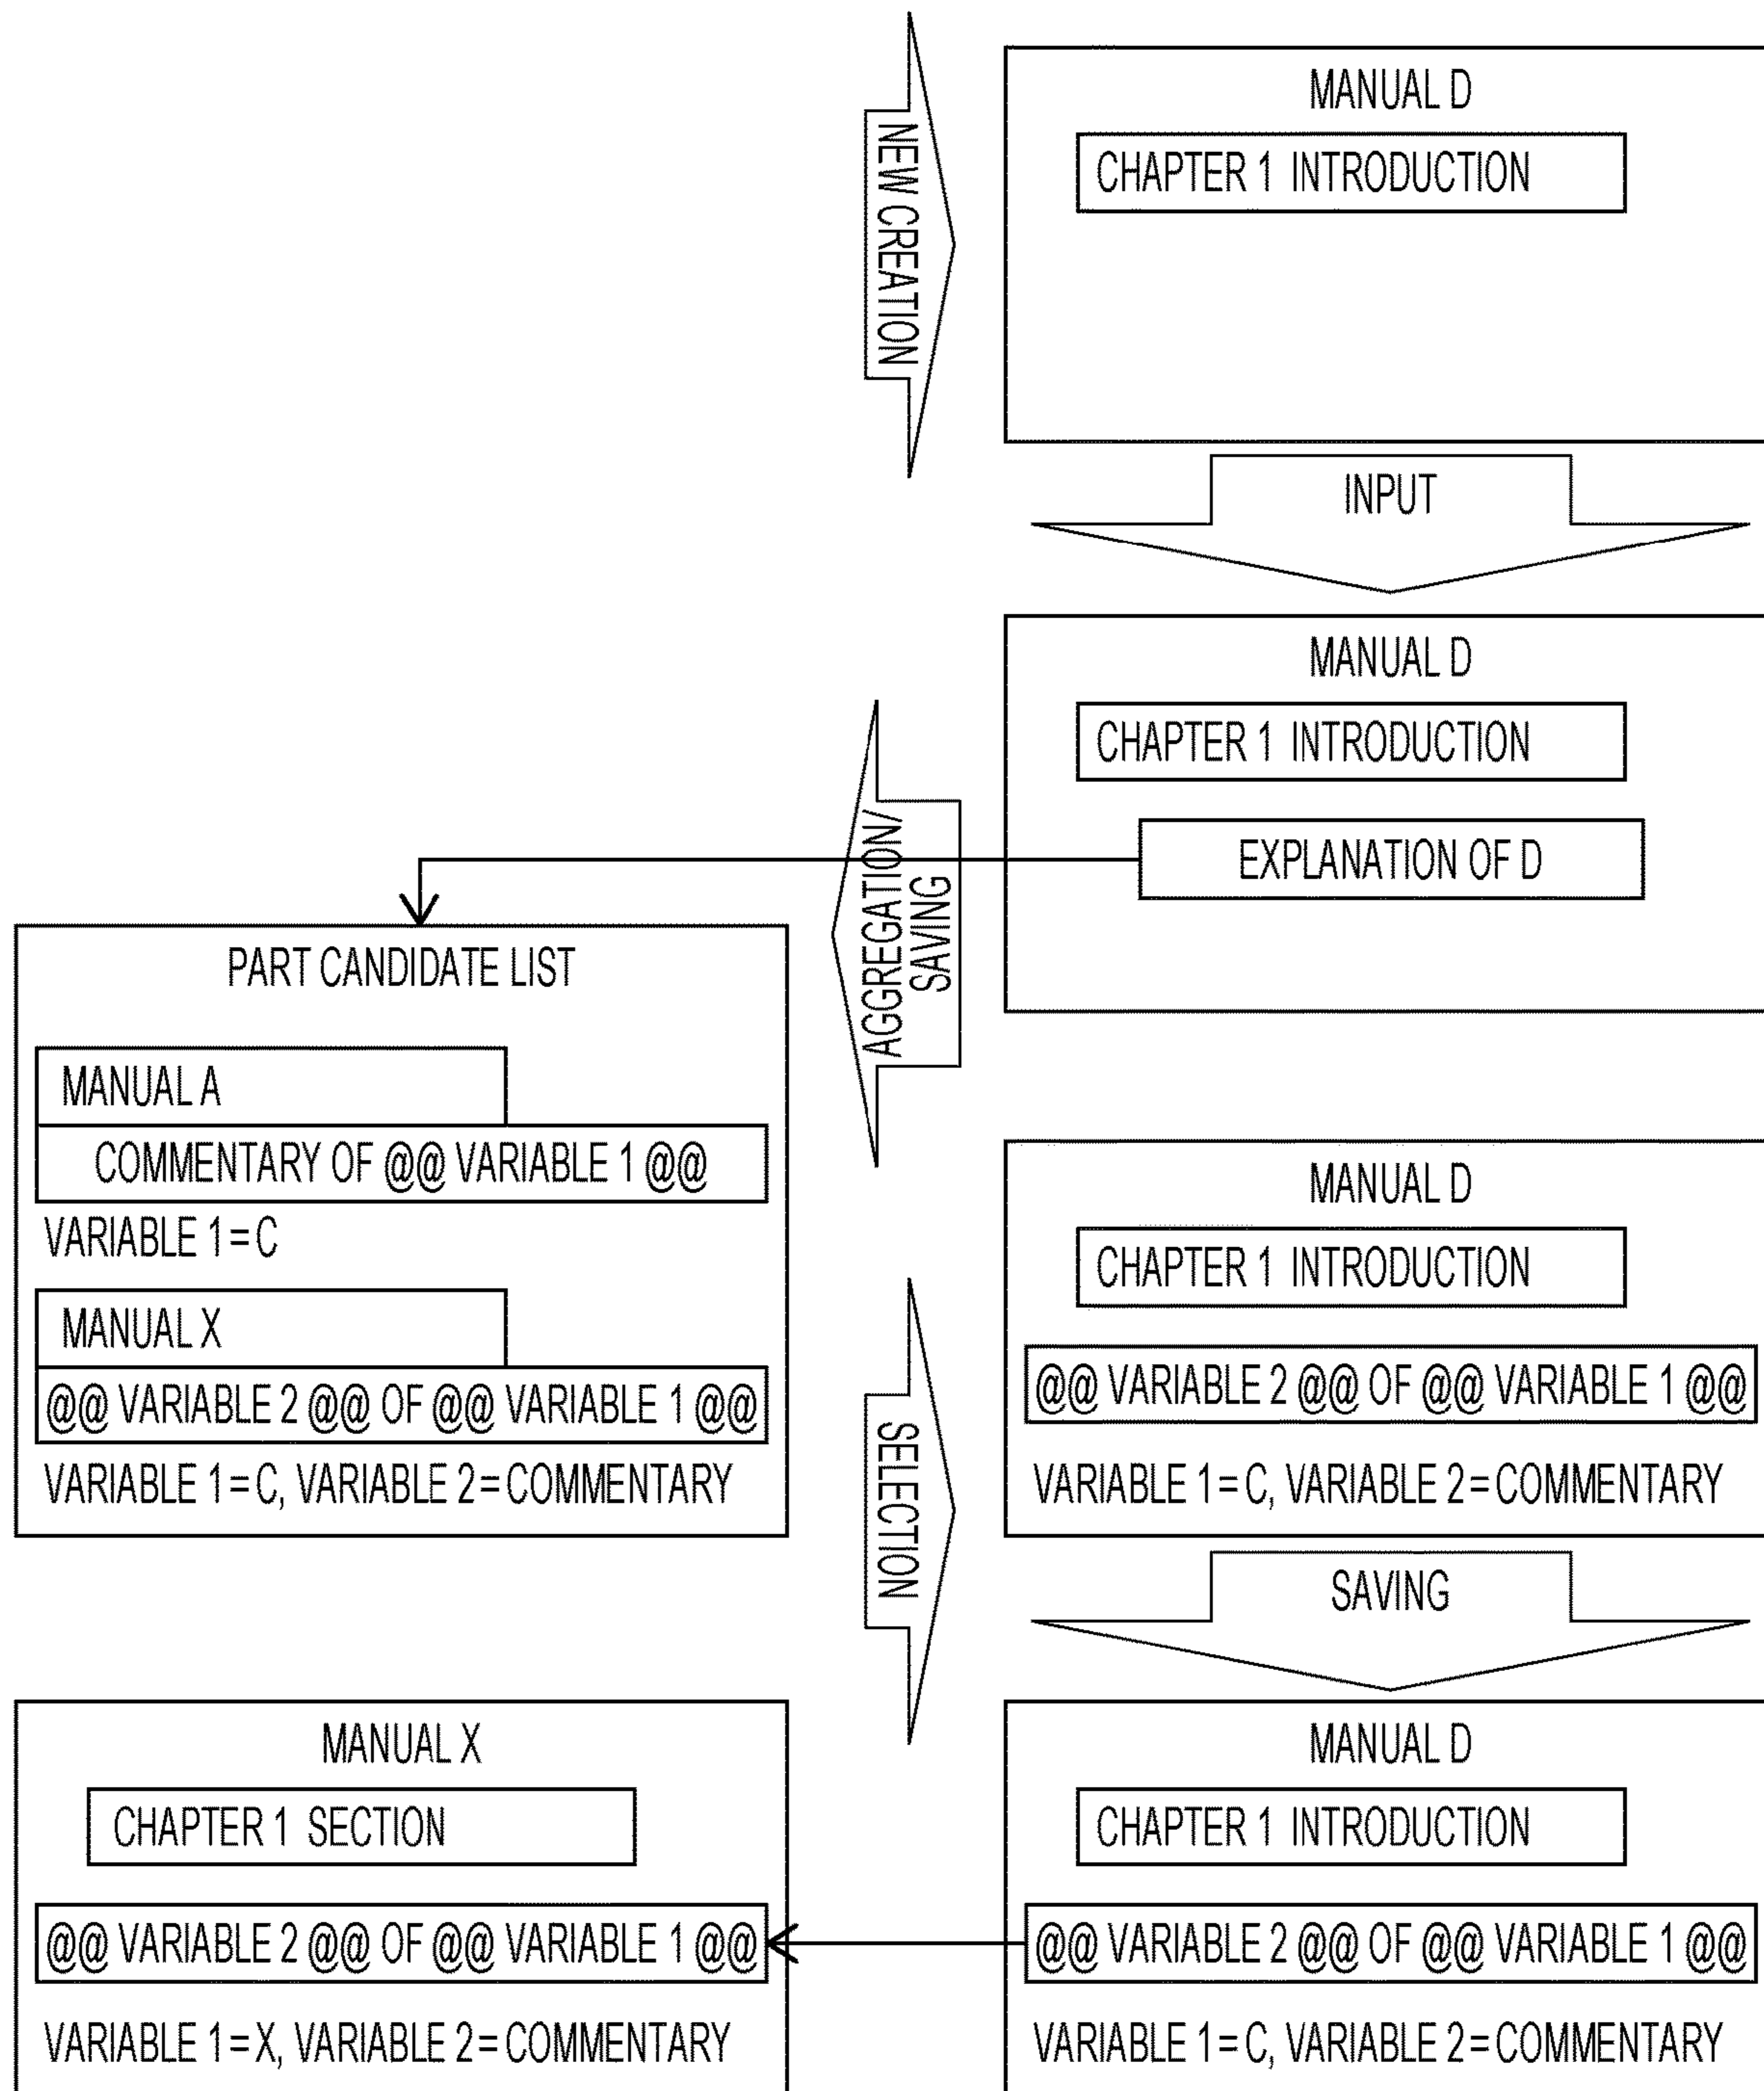 NEW CREATION
MANUAL D
CHAPTER 1 INTRODUCTION
INPUT
MANUAL D
CHAPTER 1 INTRODUCTION
EXPLANATION OF D
AGGREGATION/
SAVING
PART CANDIDATE LIST
MANUAL A
COMMENTARY OF @@ VARIABLE 1 @@
VARIABLE 1 = C
MANUAL X
@@ VARIABLE 2 @@ OF @@ VARIABLE 1 @@
VARIABLE 1 = C, VARIABLE 2 = COMMENTARY
SELECTION
MANUAL D
CHAPTER 1 INTRODUCTION
@@ VARIABLE 2 @@ OF @@ VARIABLE 1 @@
VARIABLE 1 = C, VARIABLE 2 = COMMENTARY
SAVING
MANUAL X
CHAPTER 1 SECTION
@@ VARIABLE 2 @@ OF @@ VARIABLE 1 @@
VARIABLE 1 = X, VARIABLE 2 = COMMENTARY
MANUAL D
CHAPTER 1 INTRODUCTION
@@ VARIABLE 2 @@ OF @@ VARIABLE 1 @@
VARIABLE 1 = C, VARIABLE 2 = COMMENTARY